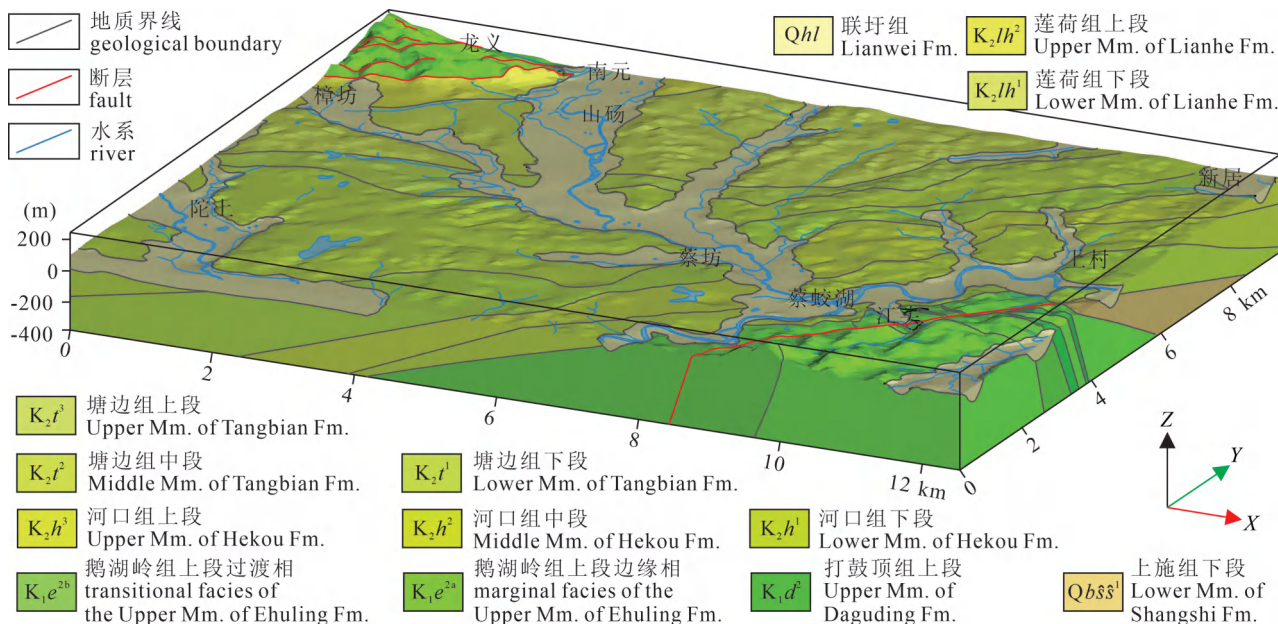 地质界线
geological boundary
断层
fault
水系
river
Qhl
联圩组
Lianwei Fm.
K₂lh²
莲荷组上段
Upper Mm. of Lianhe Fm.
K₂lh¹
莲荷组下段
Lower Mm. of Lianhe Fm.
龙义
南元
樟坊
山砀
陀上
新居
蔡坊
上村
蔡蛟湖
(m)
200
0
-200
-400
0
2
4
6
8
10
12 km
0
2
4
6
8 km
Z
Y
X
K₂t³
塘边组上段
Upper Mm. of Tangbian Fm.
K₂t²
塘边组中段
Middle Mm. of Tangbian Fm.
K₂t¹
塘边组下段
Lower Mm. of Tangbian Fm.
K₂h³
河口组上段
Upper Mm. of Hekou Fm.
K₂h²
河口组中段
Middle Mm. of Hekou Fm.
K₂h¹
河口组下段
Lower Mm. of Hekou Fm.
K₁e²ᵇ
鹅湖岭组上段过渡相
transitional facies of
the Upper Mm. of Ehuling Fm.
K₁e²ᵃ
鹅湖岭组上段边缘相
marginal facies of the
Upper Mm. of Ehuling Fm.
K₁d²
打鼓顶组上段
Upper Mm. of
Daguding Fm.
Qbŝŝ¹
上施组下段
Lower Mm. of
Shangshi Fm.